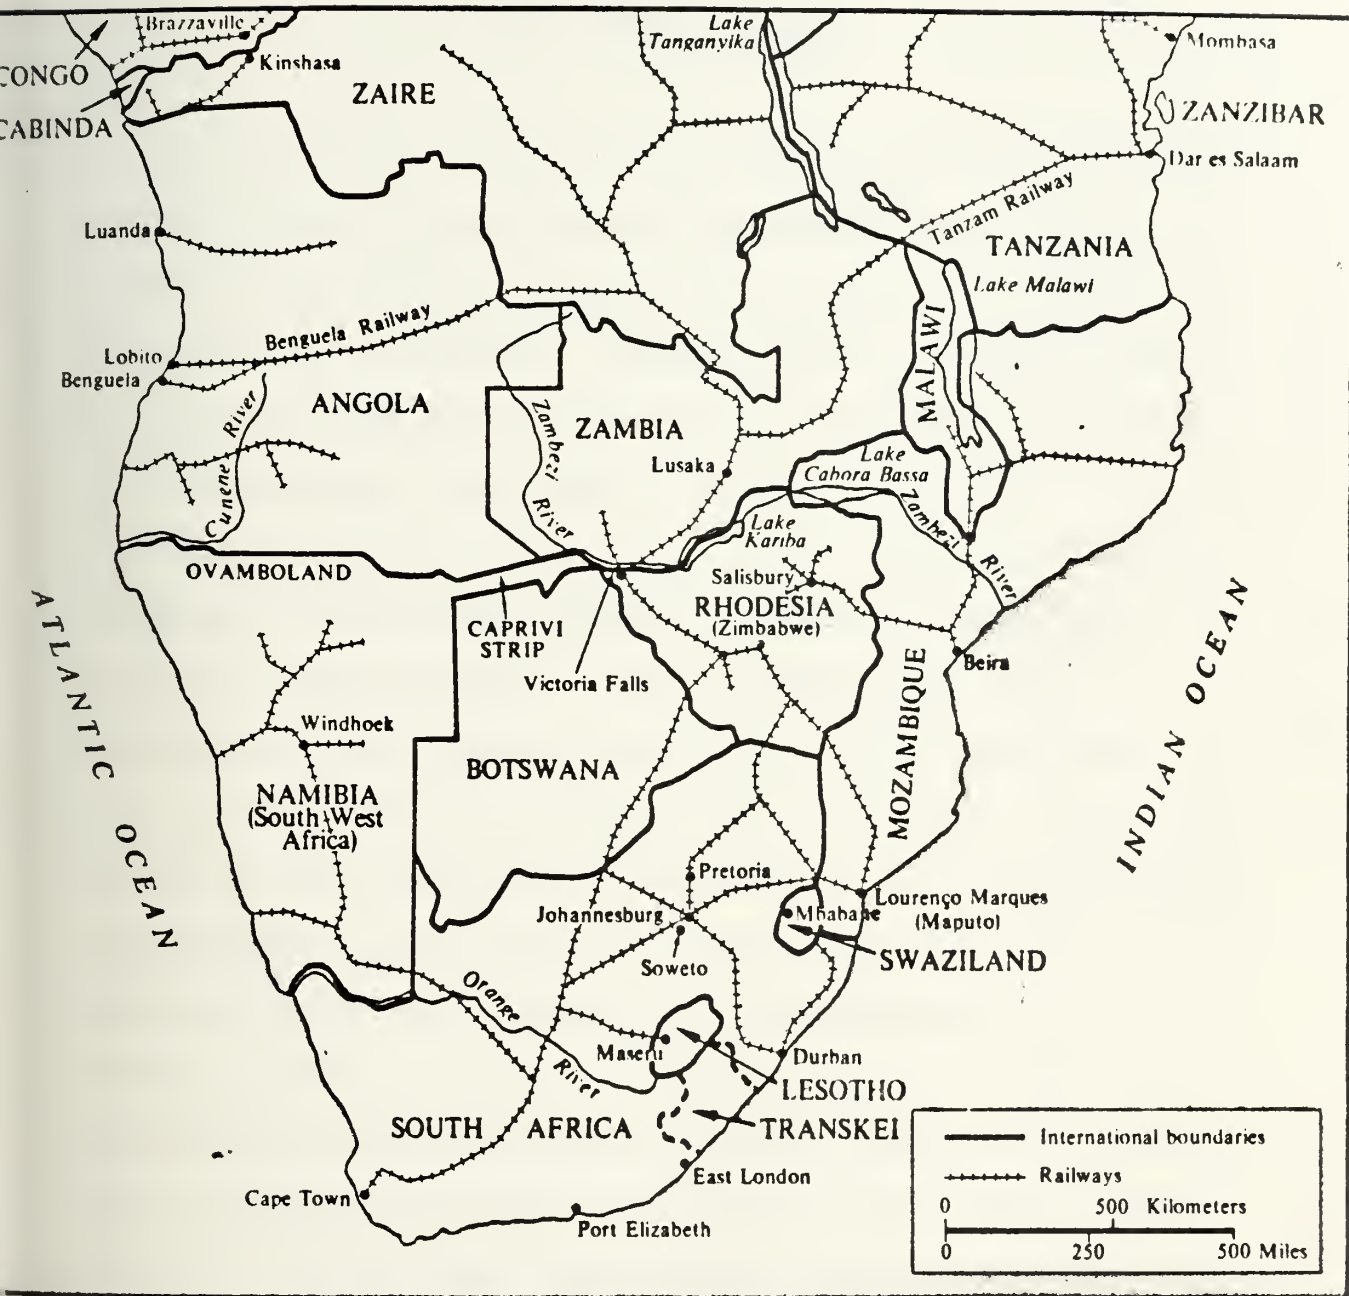 Brazzaville
Lake
Tanganyika
Mombasa
CONGO
Kinshasa
ZAIRE
CABINDA
ZANZIBAR
Dar es Salaam
Tanzam Railway
Luanda
TANZANIA
Lake Malawi
Benguela Railway
MALAWI
Lobito
Benguela
ANGOLA
Cunene River
Zambezi
River
ZAMBIA
Lusaka
Lake
Cabora Bassa
Zambezi
River
Lake
Kariba
OVAMBOLAND
Salisbury
RHODESIA
(Zimbabwe)
CAPRIVI
STRIP
Victoria Falls
Beira
ATLANTIC OCEAN
INDIAN OCEAN
Windhoek
MOZAMBIQUE
NAMIBIA
(South West
Africa)
BOTSWANA
Pretoria
Johannesburg
Mbabane
Lourenço Marques
(Maputo)
Soweto
SWAZILAND
Orange
River
Maseru
Durban
LESOTHO
SOUTH AFRICA
TRANSKEI
East London
Cape Town
Port Elizabeth
International boundaries
Railways
0 500 Kilometers
0 250 500 Miles